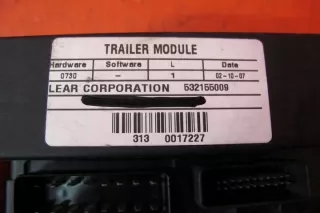 TRAILER MODULE
Hardware Software L Date
0730 – 1 02-10-07
LEAR CORPORATION 532155009
313 0017227